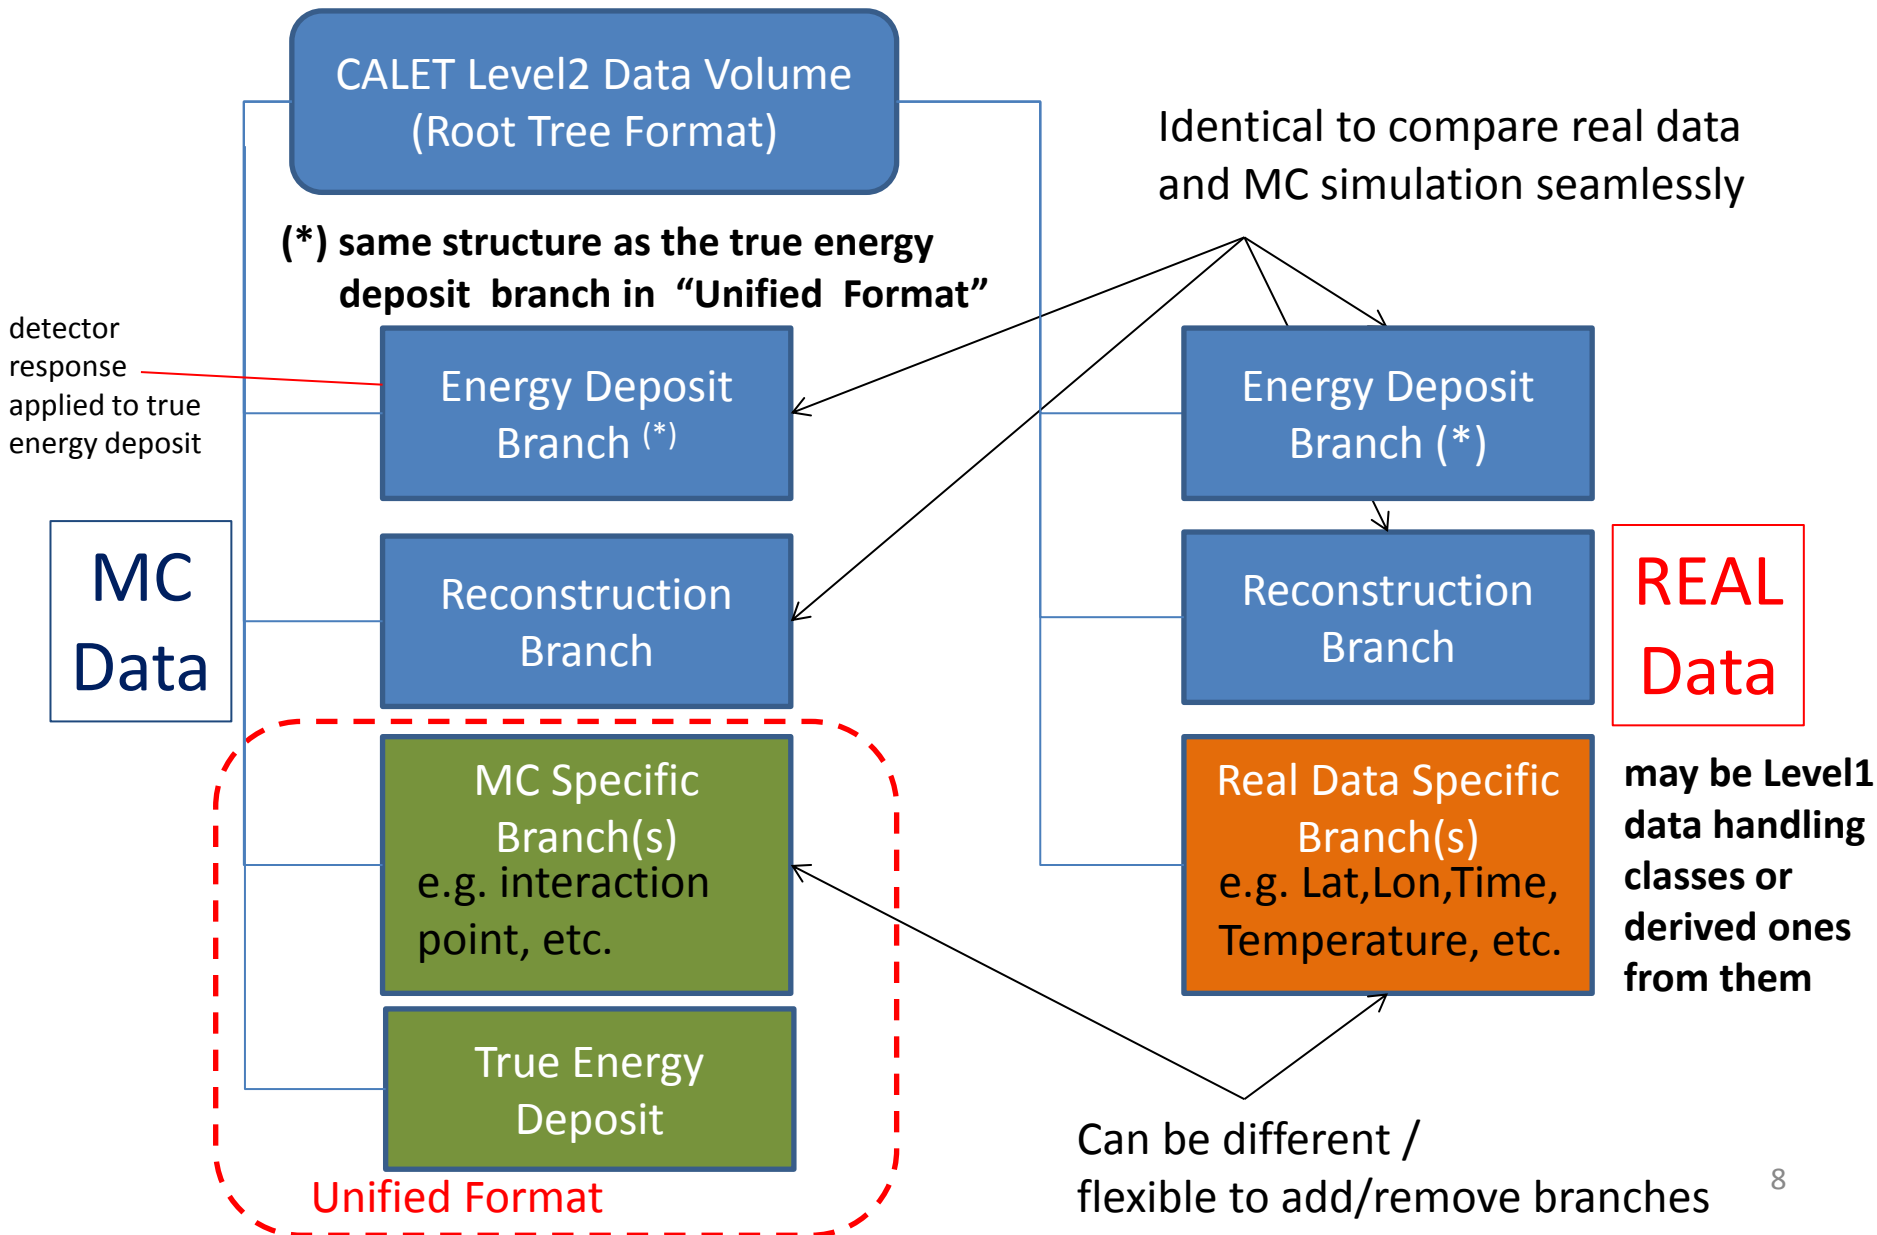 CALET Level2 Data Volume
(Root Tree Format)
Identical to compare real data
and MC simulation seamlessly
(*) same structure as the true energy
deposit branch in “Unified Format”
detector
response
applied to true
energy deposit
Energy Deposit
Branch (*)
Energy Deposit
Branch (*)
MC
Data
Reconstruction
Branch
Reconstruction
Branch
REAL
Data
MC Specific
Branch(s)
e.g. interaction
point, etc.
Real Data Specific
Branch(s)
e.g. Lat,Lon,Time,
Temperature, etc.
may be Level1
data handling
classes or
derived ones
from them
True Energy
Deposit
Unified Format
Can be different /
flexible to add/remove branches
8